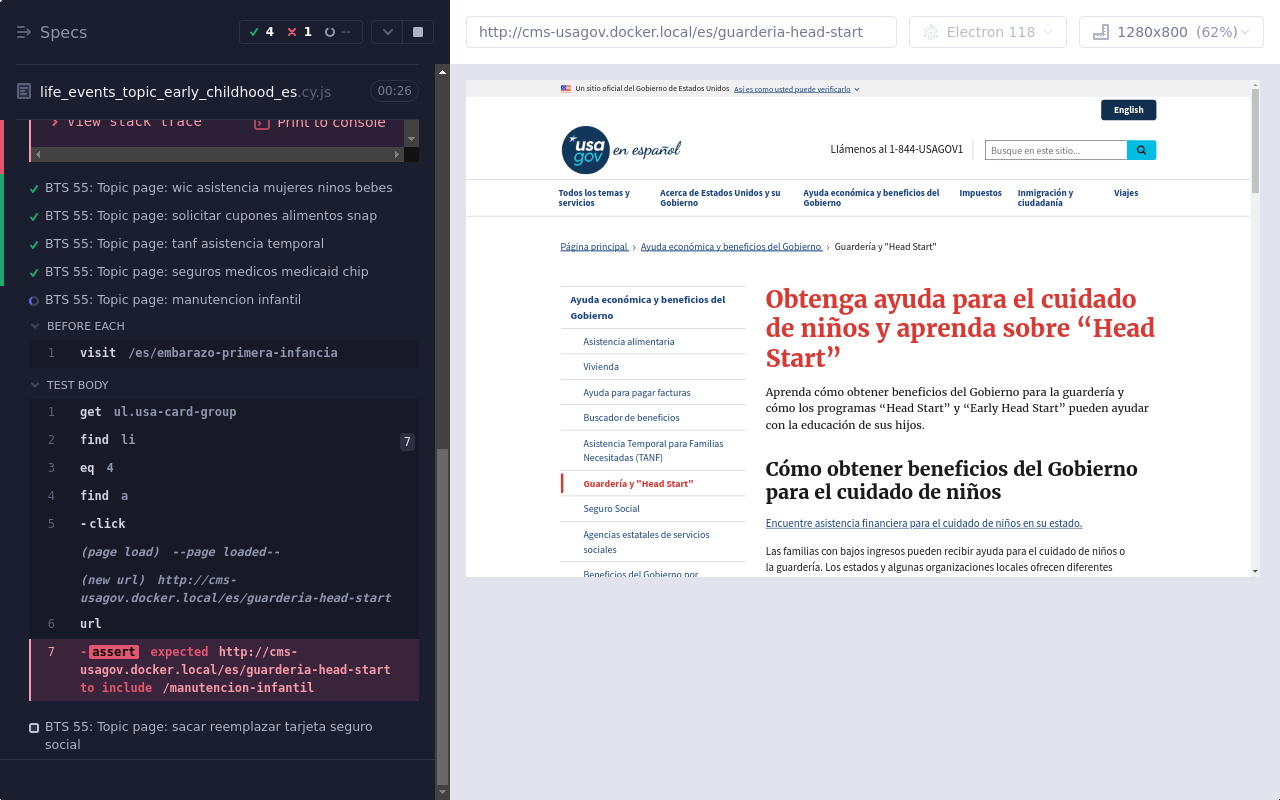 Specs
4
1
--
life_events_topic_early_childhood_es.cy.js
00:26
View stack trace
Print to console
BTS 55: Topic page: wic asistencia mujeres ninos bebes
BTS 55: Topic page: solicitar cupones alimentos snap
BTS 55: Topic page: tanf asistencia temporal
BTS 55: Topic page: seguros medicos medicaid chip
BTS 55: Topic page: manutencion infantil
BEFORE EACH
1 visit /es/embarazo-primera-infancia
TEST BODY
1 get ul.usa-card-group
2 find li 7
3 eq 4
4 find a
5 -click
(page load) --page loaded--
(new url) http://cms-
usagov.docker.local/es/guarderia-head-start
6 url
7 -assert expected http://cms-
usagov.docker.local/es/guarderia-head-start
to include /manutencion-infantil
BTS 55: Topic page: sacar reemplazar tarjeta seguro
social
http://cms-usagov.docker.local/es/guarderia-head-start
Electron 118
1280x800 (62%)
Un sitio oficial del Gobierno de Estados Unidos Así es como usted puede verificarlo
English
usa
gov
en español
Llámenos al 1-844-USAGOV1
Busque en este sitio...
Todos los temas y
servicios
Acerca de Estados Unidos y su
Gobierno
Ayuda económica y beneficios del
Gobierno
Impuestos
Inmigración y
ciudadanía
Viajes
Página principal › Ayuda económica y beneficios del Gobierno › Guardería y "Head Start"
Ayuda económica y beneficios del
Gobierno
Asistencia alimentaria
Vivienda
Ayuda para pagar facturas
Buscador de beneficios
Asistencia Temporal para Familias
Necesitadas (TANF)
Guardería y "Head Start"
Seguro Social
Agencias estatales de servicios
sociales
Beneficios del Gobierno por
Obtenga ayuda para el cuidado
de niños y aprenda sobre “Head
Start”
Aprenda cómo obtener beneficios del Gobierno para la guardería y
cómo los programas “Head Start” y “Early Head Start” pueden ayudar
con la educación de sus hijos.
Cómo obtener beneficios del Gobierno
para el cuidado de niños
Encuentre asistencia financiera para el cuidado de niños en su estado.
Las familias con bajos ingresos pueden recibir ayuda para el cuidado de niños o
la guardería. Los estados y algunas organizaciones locales ofrecen diferentes